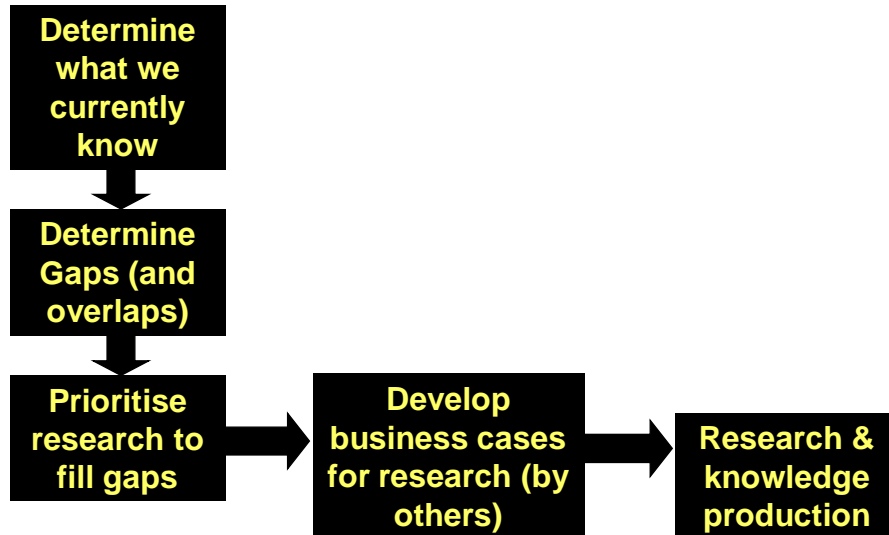 Determine
what we
currently
know
Determine
Gaps (and
overlaps)
Prioritise
research to
fill gaps
Develop
business cases
for research (by
others)
Research &
knowledge
production